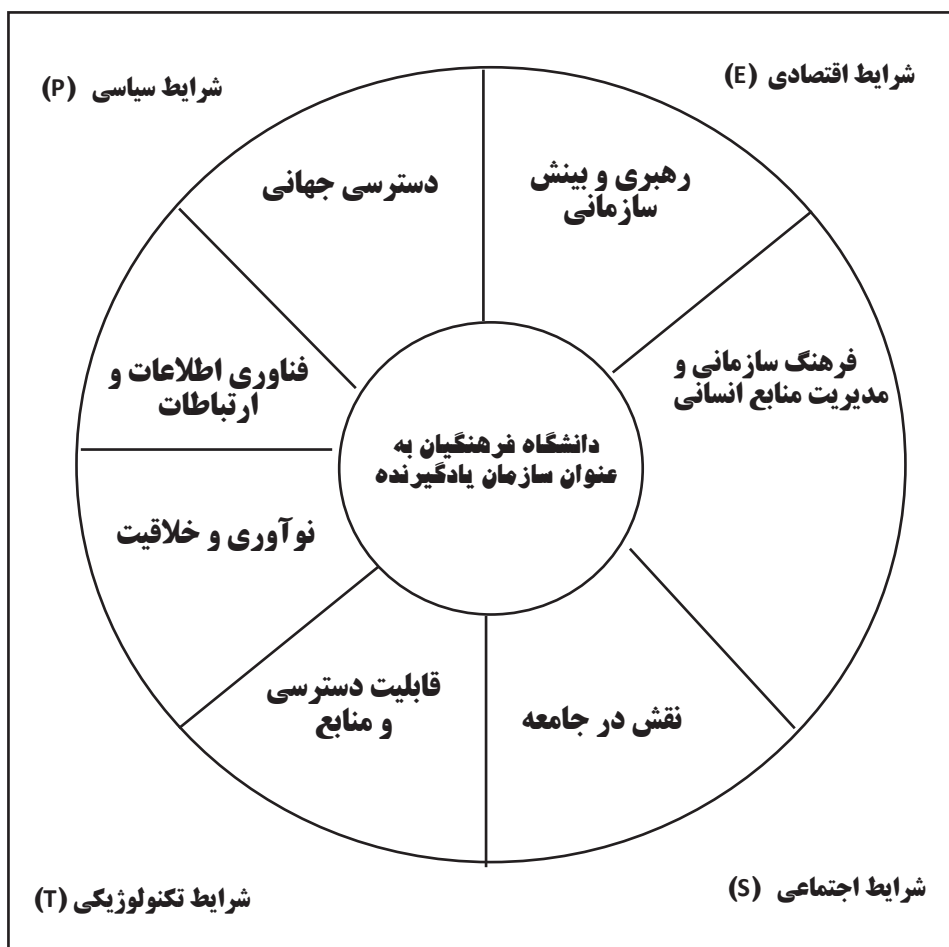 شرایط اقتصادی (E)
شرایط سیاسی (P)
رهبری و بینش
سازمانی
دسترسی جهانی
فرهنگ سازمانی و
مدیریت منابع انسانی
فناوری اطلاعات و
ارتباطات
دانشگاه فرهنگیان به
عنوان سازمان یادگیرنده
نوآوری و خلاقیت
نقش در جامعه
قابلیت دسترسی
و منابع
شرایط اجتماعی (S)
شرایط تکنولوژیکی (T)